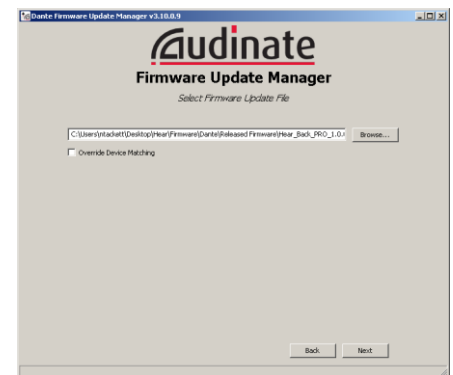 Dante Firmware Update Manager v3.10.0.9
Audinate
Firmware Update Manager
Select Firmware Update File
C:\Users\ntackett\Desktop\Hear\Firmware\Dante\Released Firmware\Hear_Back_PRO_1.0.
Browse...
Override Device Matching
Back Next